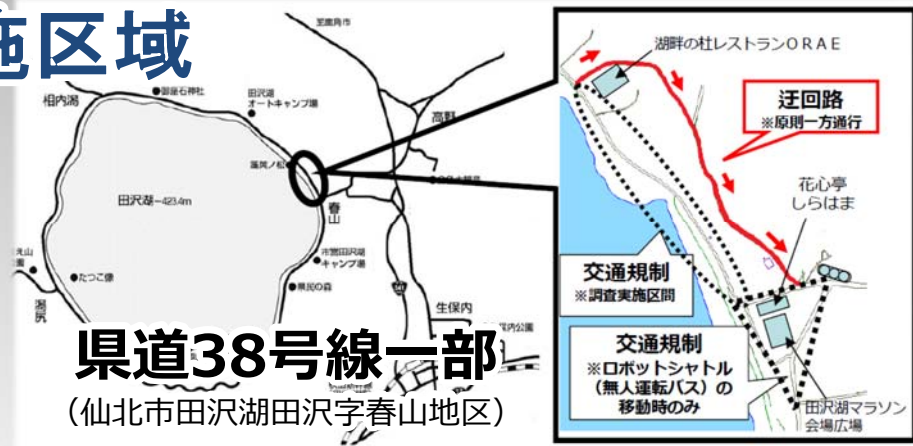 施区域
至鹿角市
相内潟
御座石神社
田沢湖
オートキャンプ場
高野
田沢湖-423.4m
春山
市営田沢湖
キャンプ場
たつこ像
県民の森
潟尻
生保内
県道38号線一部
（仙北市田沢湖田沢字春山地区）
湖畔の杜レストランORAE
迂回路
※原則一方通行
花心亭
しらはま
交通規制
※調査実施区間
交通規制
※ロボットシャトル
（無人運転バス）の
移動時のみ
田沢湖マラソン
会場広場